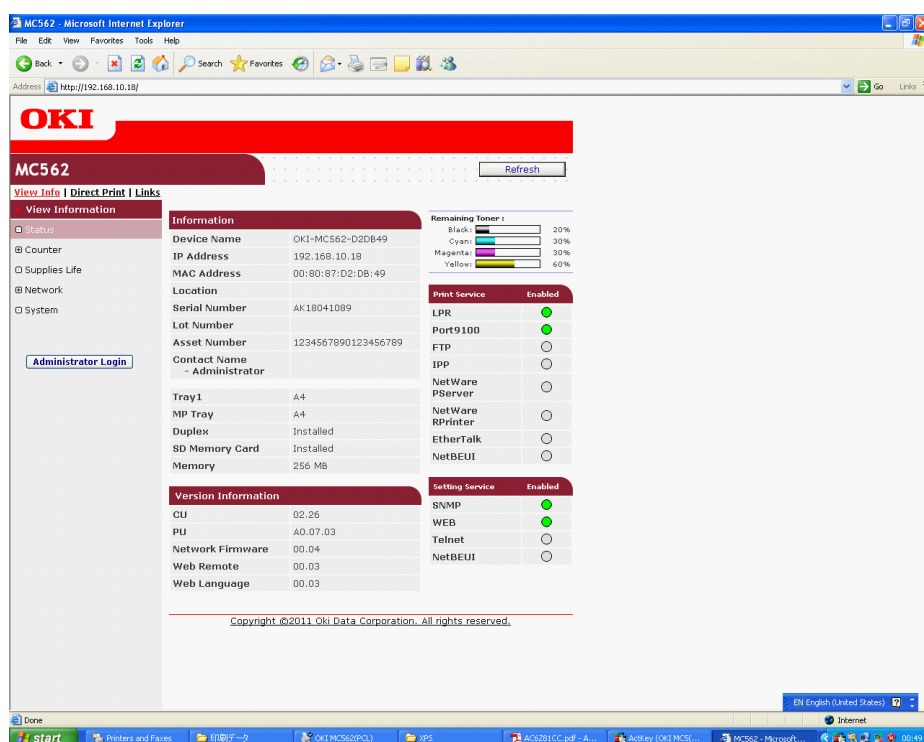 MC562 - Microsoft Internet Explorer
File Edit View Favorites Tools Help
Back Search Favorites
Address http://192.168.10.18/ Go Links
OKI
MC562
Refresh
View Info | Direct Print | Links
View Information
Status
Counter
Supplies Life
Network
System
Administrator Login
Information
Device Name OKI-MC562-D2DB49
IP Address 192.168.10.18
MAC Address 00:80:87:D2:DB:49
Location
Serial Number AK18041089
Lot Number
Asset Number 1234567890123456789
Contact Name
- Administrator
Tray1 A4
MP Tray A4
Duplex Installed
SD Memory Card Installed
Memory 256 MB
Version Information
CU 02.26
PU A0.07.03
Network Firmware 00.04
Web Remote 00.03
Web Language 00.03
Remaining Toner :
Black: 20%
Cyan: 30%
Magenta: 30%
Yellow: 60%
Print Service Enabled
LPR
Port9100
FTP
IPP
NetWare
PServer
NetWare
RPrinter
EtherTalk
NetBEUI
Setting Service Enabled
SNMP
WEB
Telnet
NetBEUI
Copyright ©2011 Oki Data Corporation. All rights reserved.
EN English (United States)
Done Internet
start Printers and Faxes 印刷データ OKI MC562(PCL) XPS AC6281CC.pdf - A... ActKey (OKI MC5(... MC562 - Microsoft... 00:49